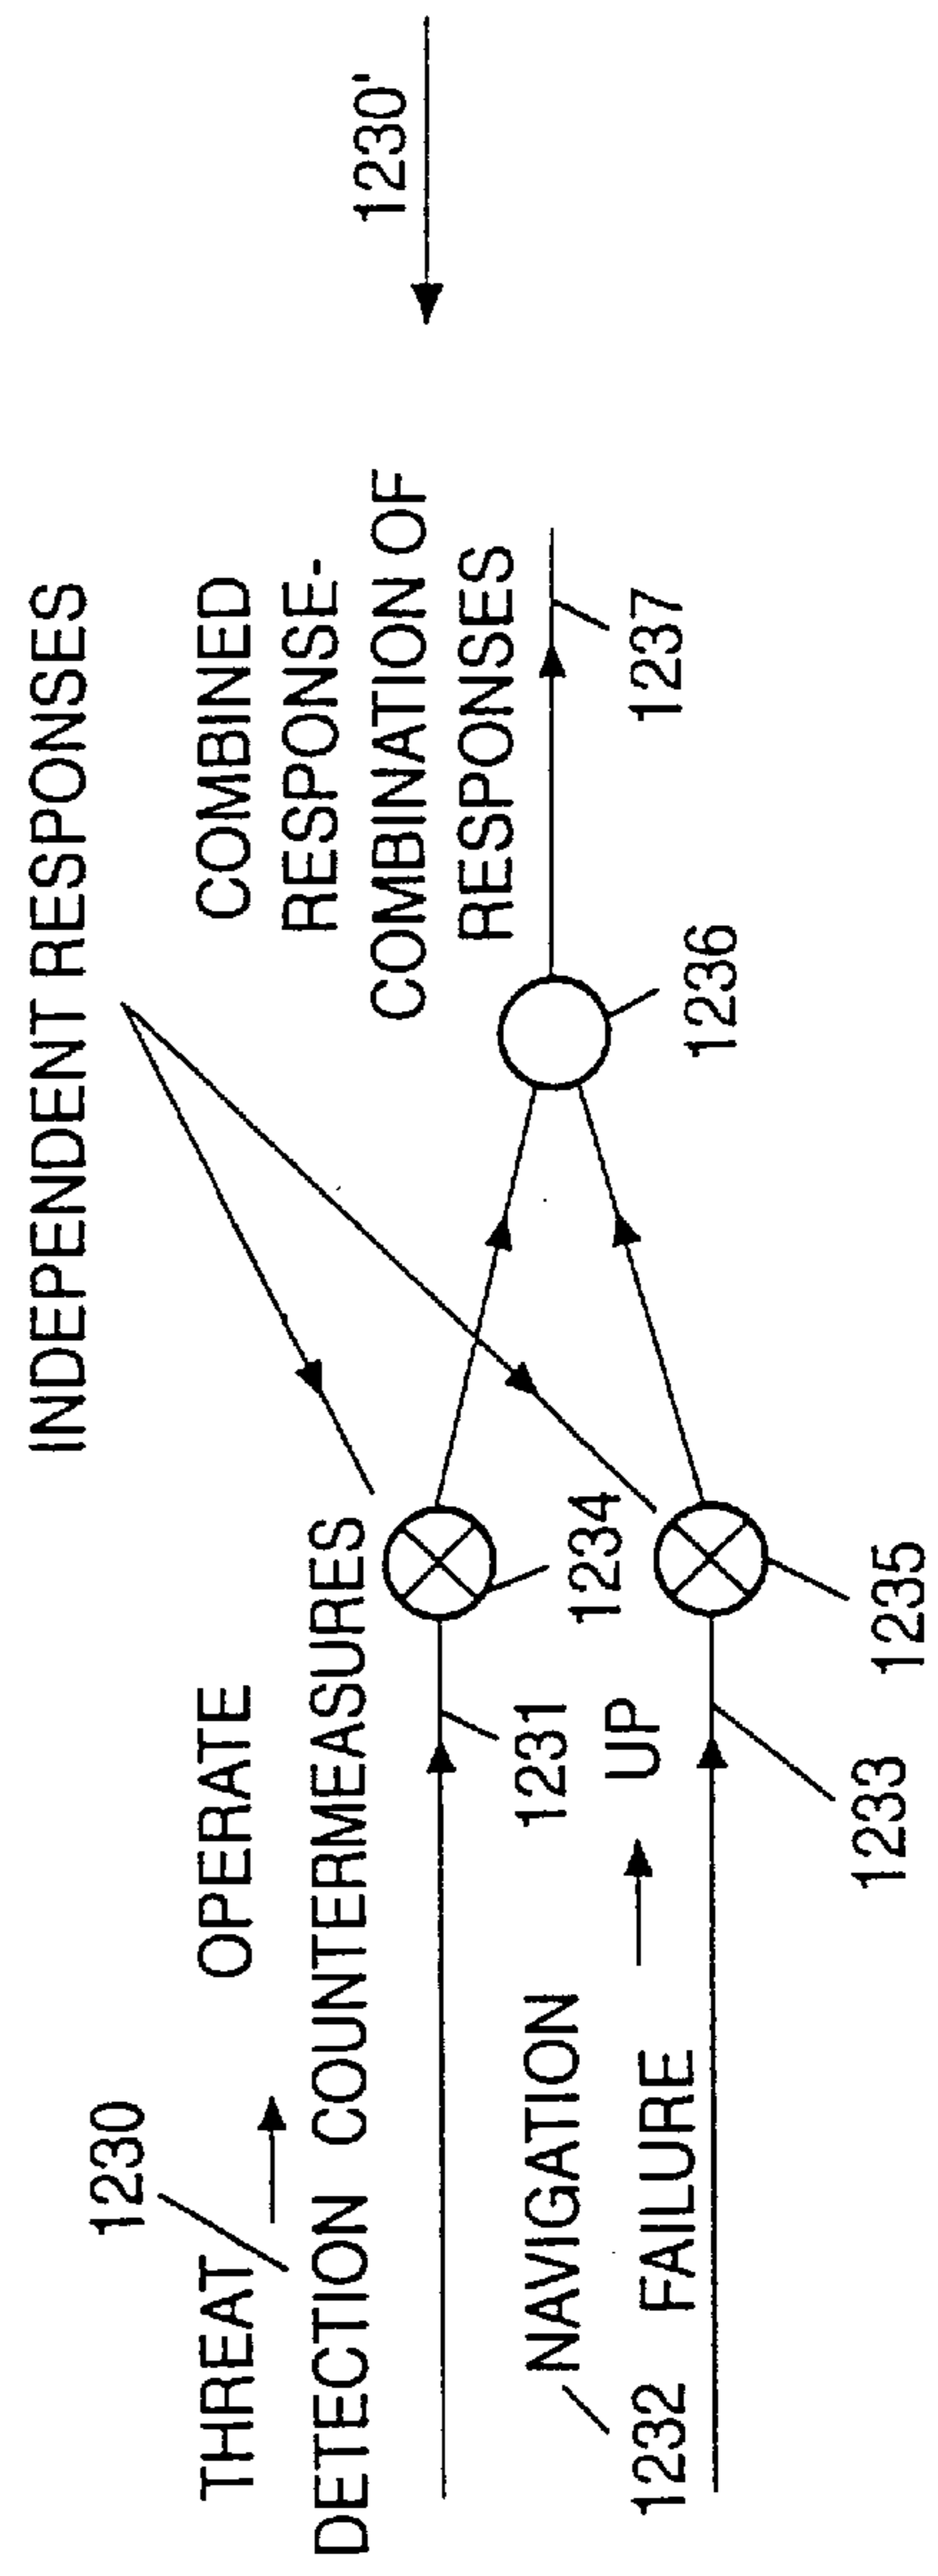 INDEPENDENT RESPONSES
1230
THREAT → OPERATE
DETECTION COUNTERMEASURES
1231
1234
1232
NAVIGATION → UP
FAILURE
1233
1235
COMBINED
RESPONSE-
COMBINATION OF
RESPONSES
1236
1237
1230'